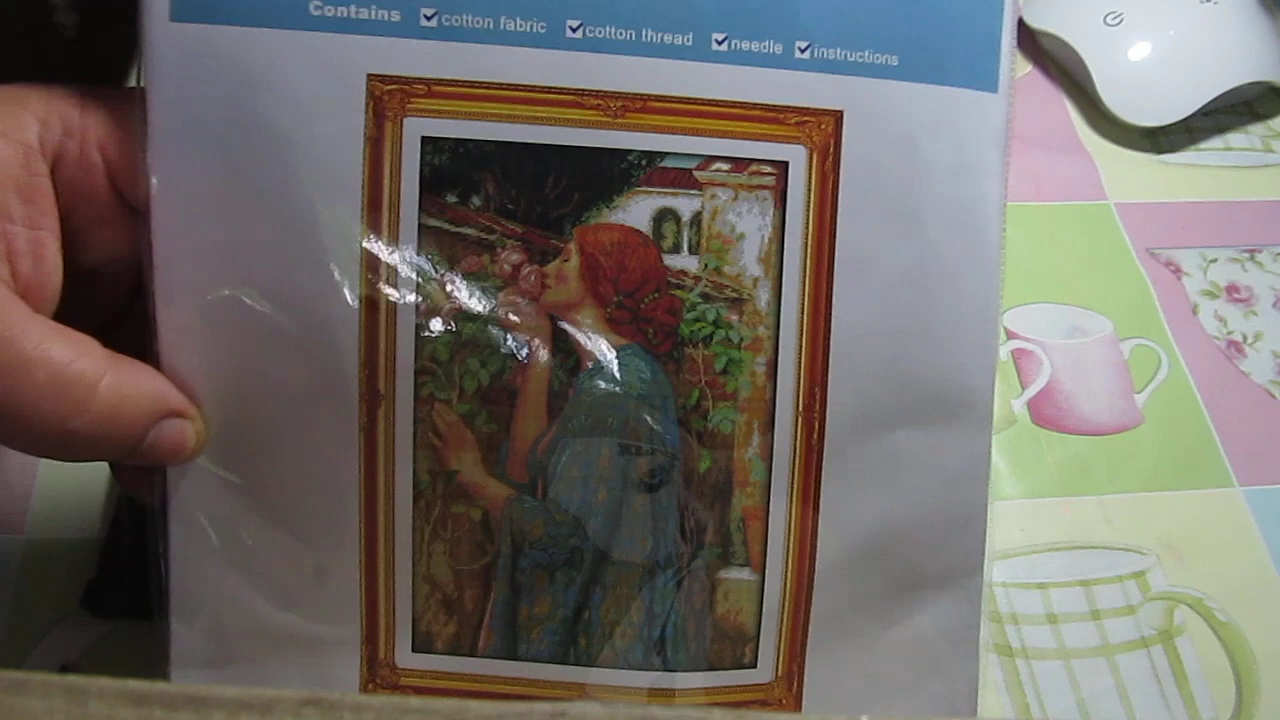 Contains ☑ cotton fabric ☑ cotton thread ☑ needle ☑ instructions